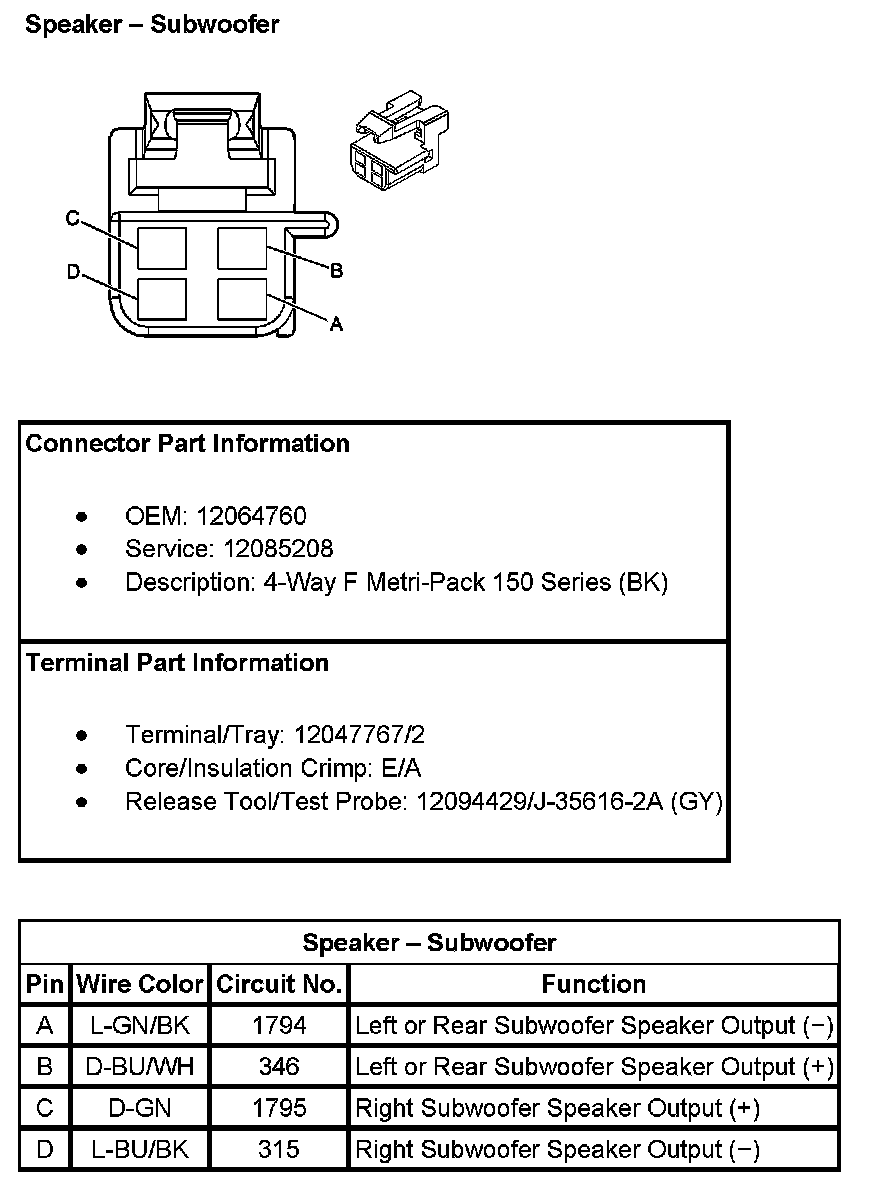 Speaker – Subwoofer
C
D
B
A
Connector Part Information
● OEM: 12064760
● Service: 12085208
● Description: 4-Way F Metri-Pack 150 Series (BK)
Terminal Part Information
● Terminal/Tray: 12047767/2
● Core/Insulation Crimp: E/A
● Release Tool/Test Probe: 12094429/J-35616-2A (GY)
Speaker – Subwoofer
Pin Wire Color Circuit No. Function
A L-GN/BK 1794 Left or Rear Subwoofer Speaker Output (−)
B D-BU/WH 346 Left or Rear Subwoofer Speaker Output (+)
C D-GN 1795 Right Subwoofer Speaker Output (+)
D L-BU/BK 315 Right Subwoofer Speaker Output (−)